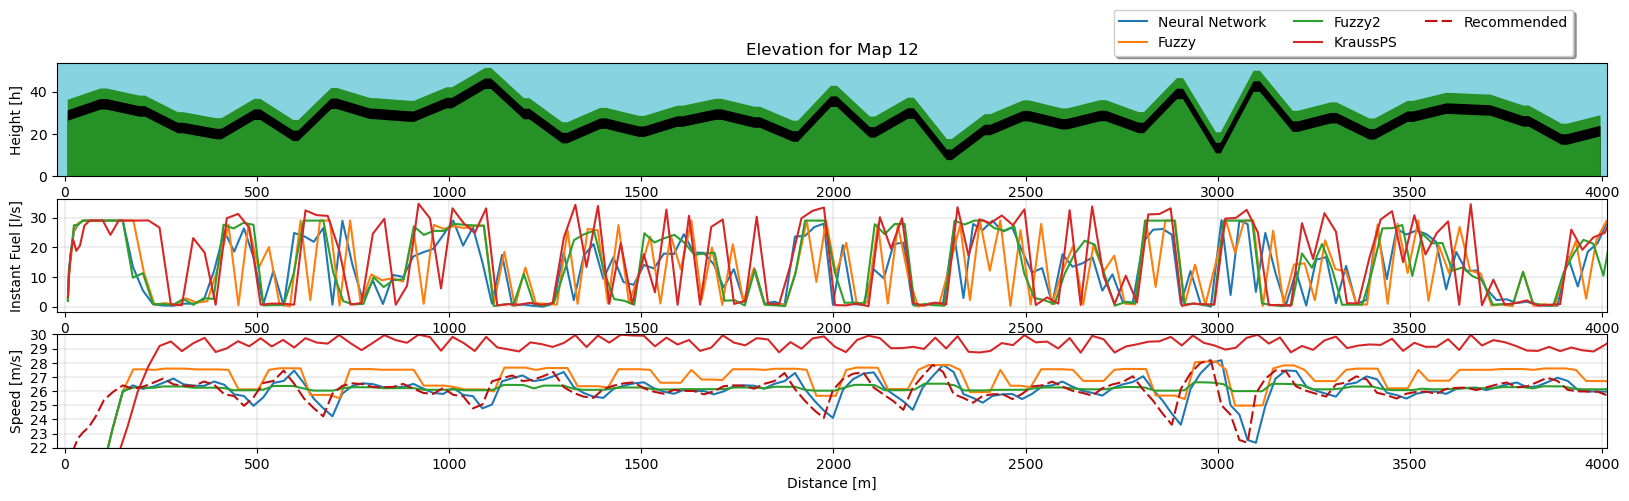 Neural Network
Fuzzy
Fuzzy2
KraussPS
Recommended
Elevation for Map 12
Height [h]
40
20
0
0 500 1000 1500 2000 2500 3000 3500 4000
Instant Fuel [l/s]
30
20
10
0
0 500 1000 1500 2000 2500 3000 3500 4000
Speed [m/s]
30
29
28
27
26
25
24
23
22
0 500 1000 1500 2000 2500 3000 3500 4000
Distance [m]